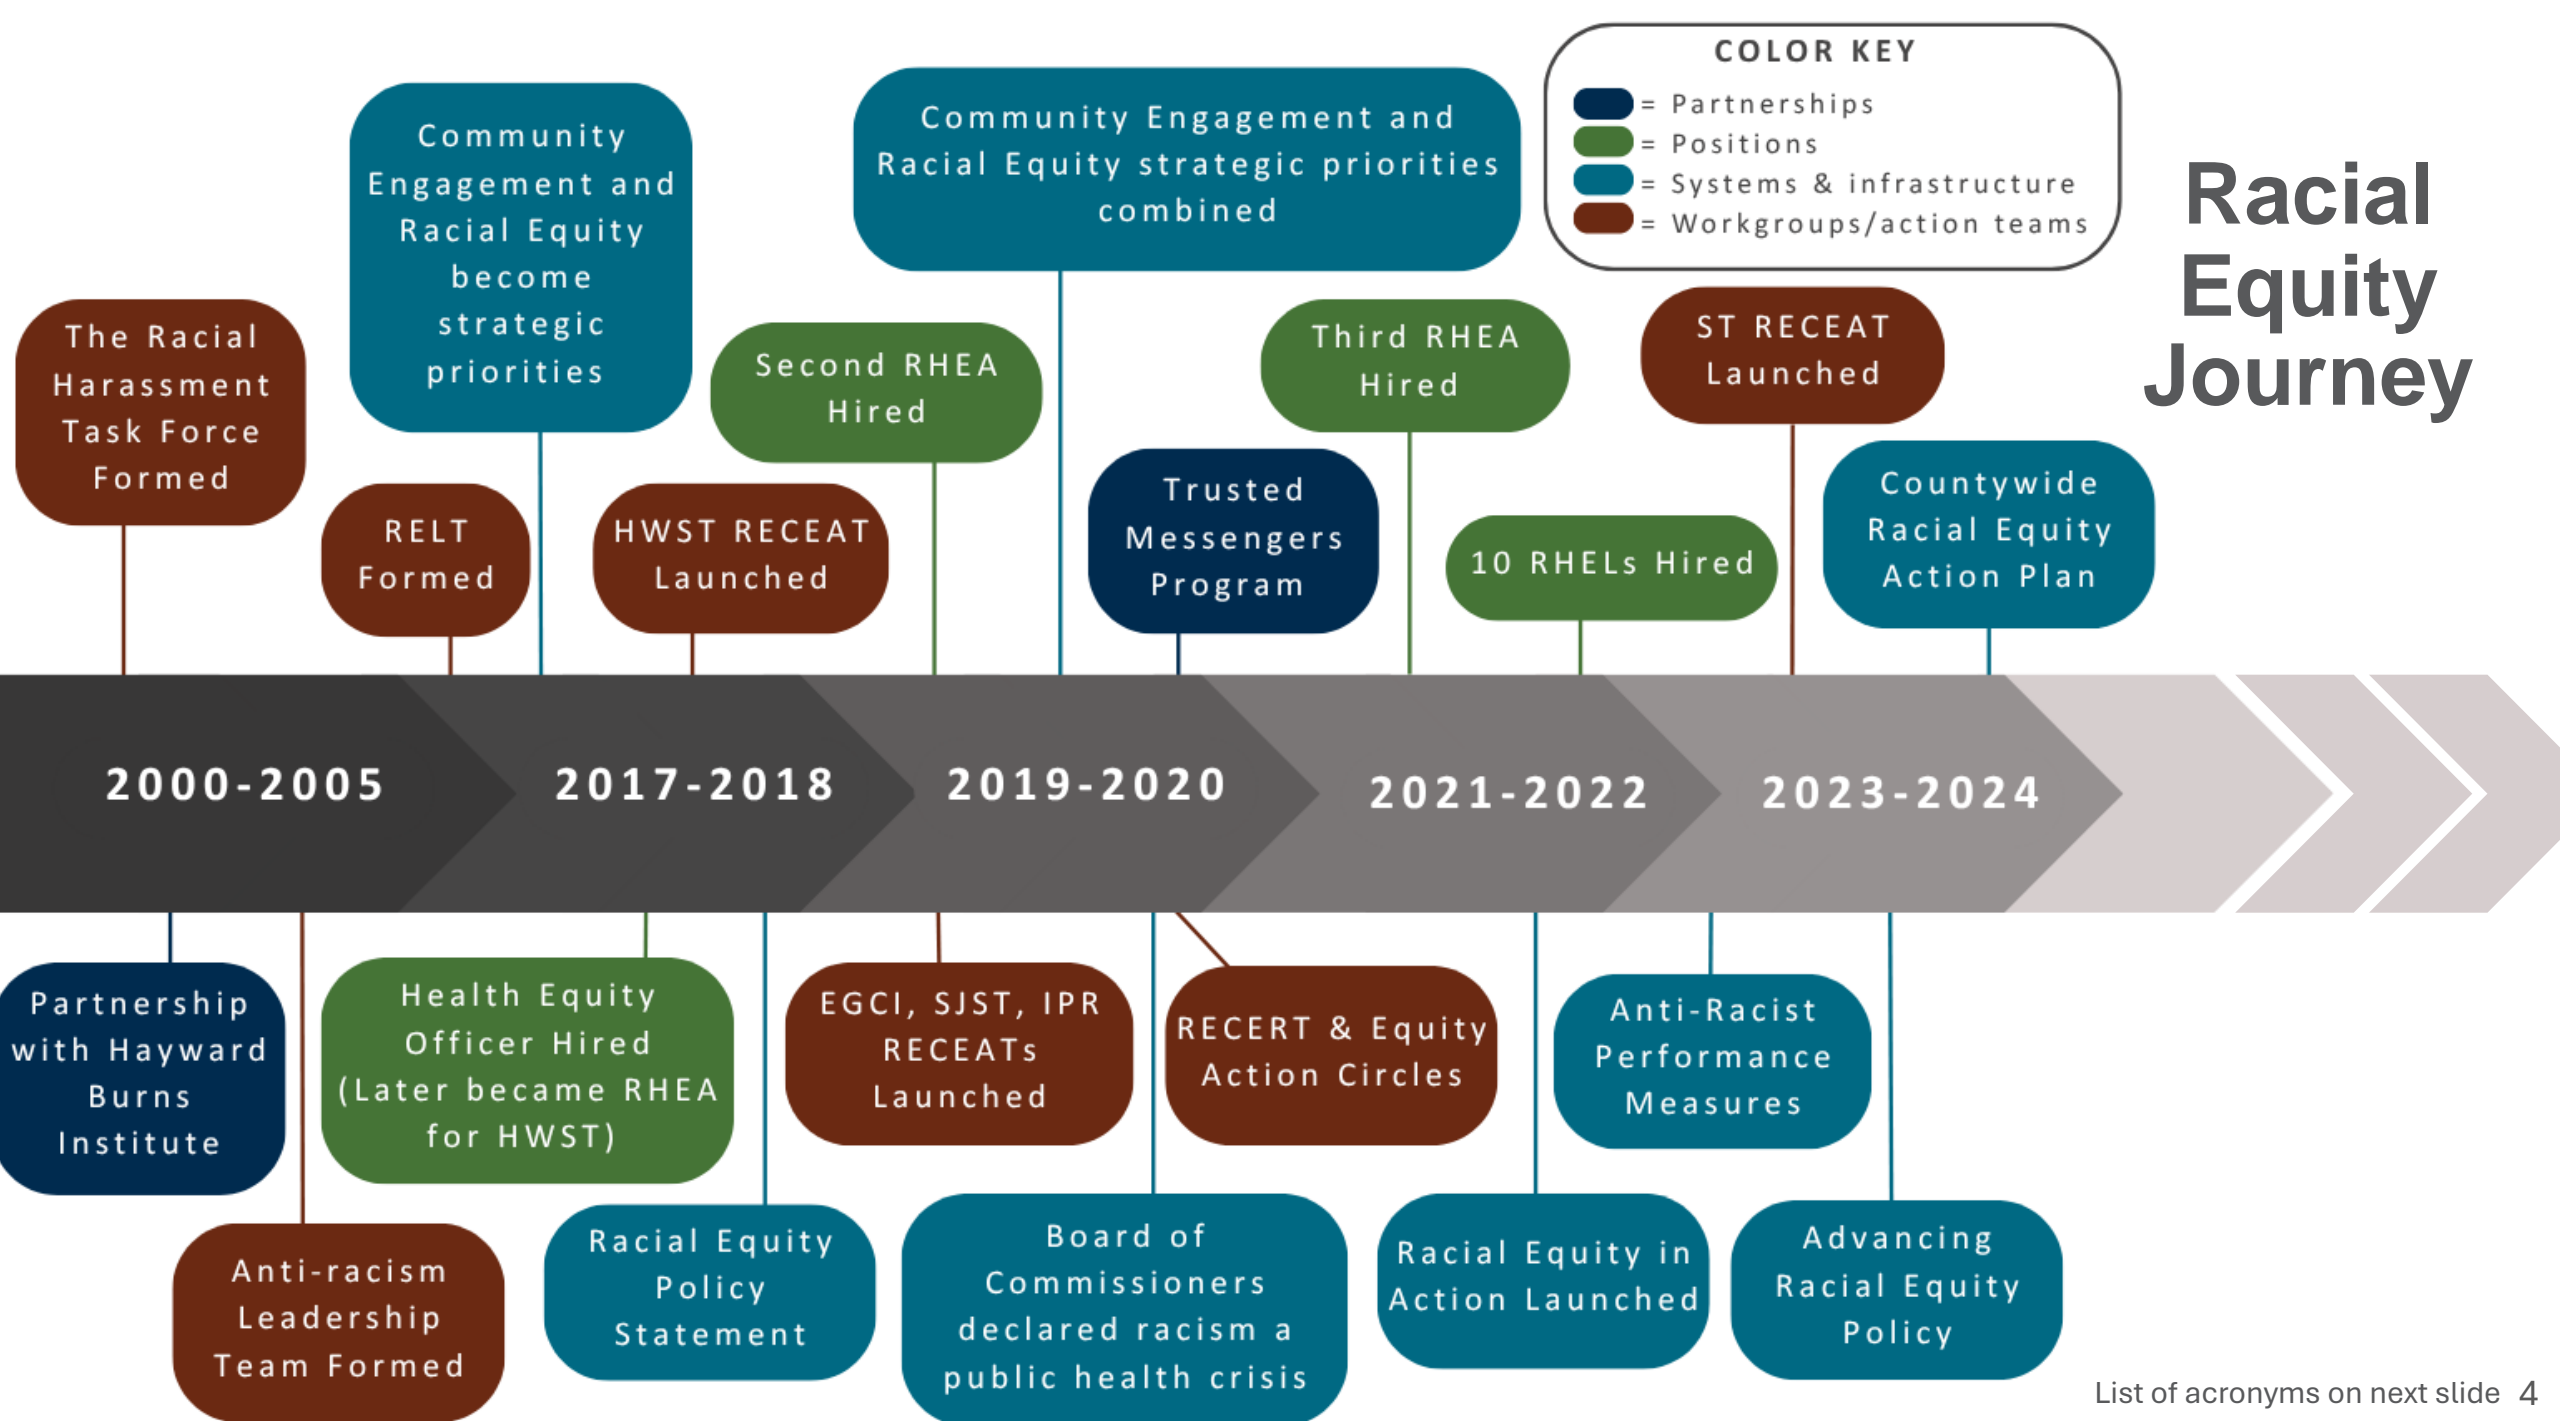 COLOR KEY
= Partnerships
= Positions
= Systems & infrastructure
= Workgroups/action teams
Racial
Equity
Journey
The Racial
Harassment
Task Force
Formed
RELT
Formed
Community
Engagement and
Racial Equity
become
strategic
priorities
HWST RECEAT
Launched
Second RHEA
Hired
Community Engagement and
Racial Equity strategic priorities
combined
Trusted
Messengers
Program
Third RHEA
Hired
10 RHELs Hired
ST RECEAT
Launched
Countywide
Racial Equity
Action Plan
2000-2005
2017-2018
2019-2020
2021-2022
2023-2024
Partnership
with Hayward
Burns
Institute
Anti-racism
Leadership
Team Formed
Health Equity
Officer Hired
(Later became RHEA
for HWST)
Racial Equity
Policy
Statement
EGCI, SJST, IPR
RECEATs
Launched
Board of
Commissioners
declared racism a
public health crisis
RECERT & Equity
Action Circles
Racial Equity in
Action Launched
Anti-Racist
Performance
Measures
Advancing
Racial Equity
Policy
List of acronyms on next slide 4